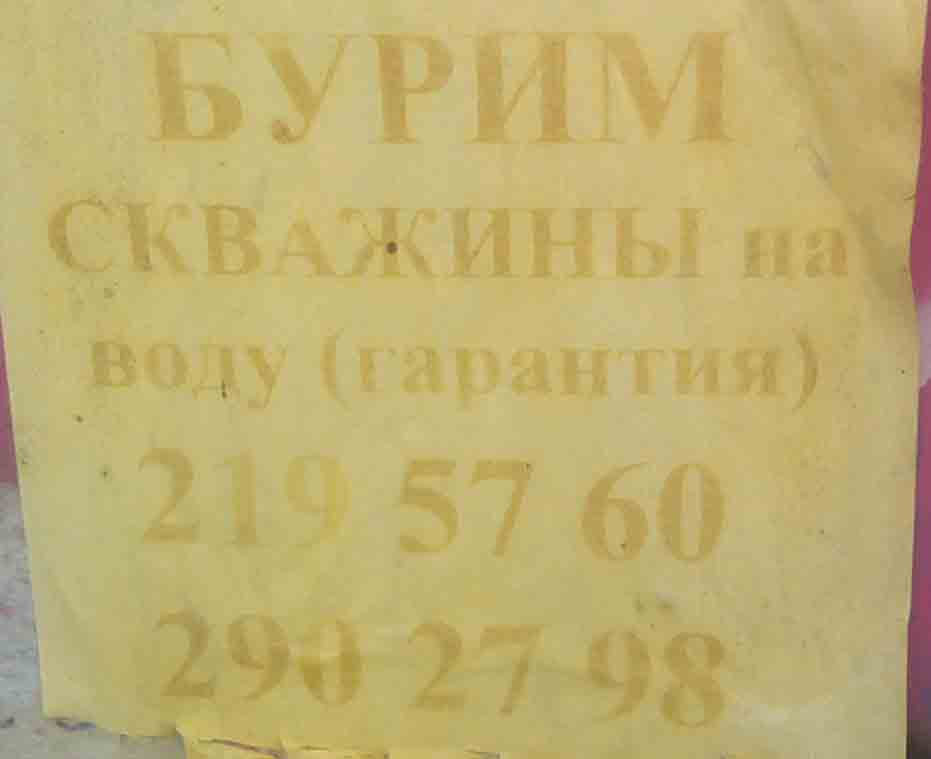 БУРИМ
СКВАЖИНЫ на
воду (гарантия)
219 57 60
290 27 98